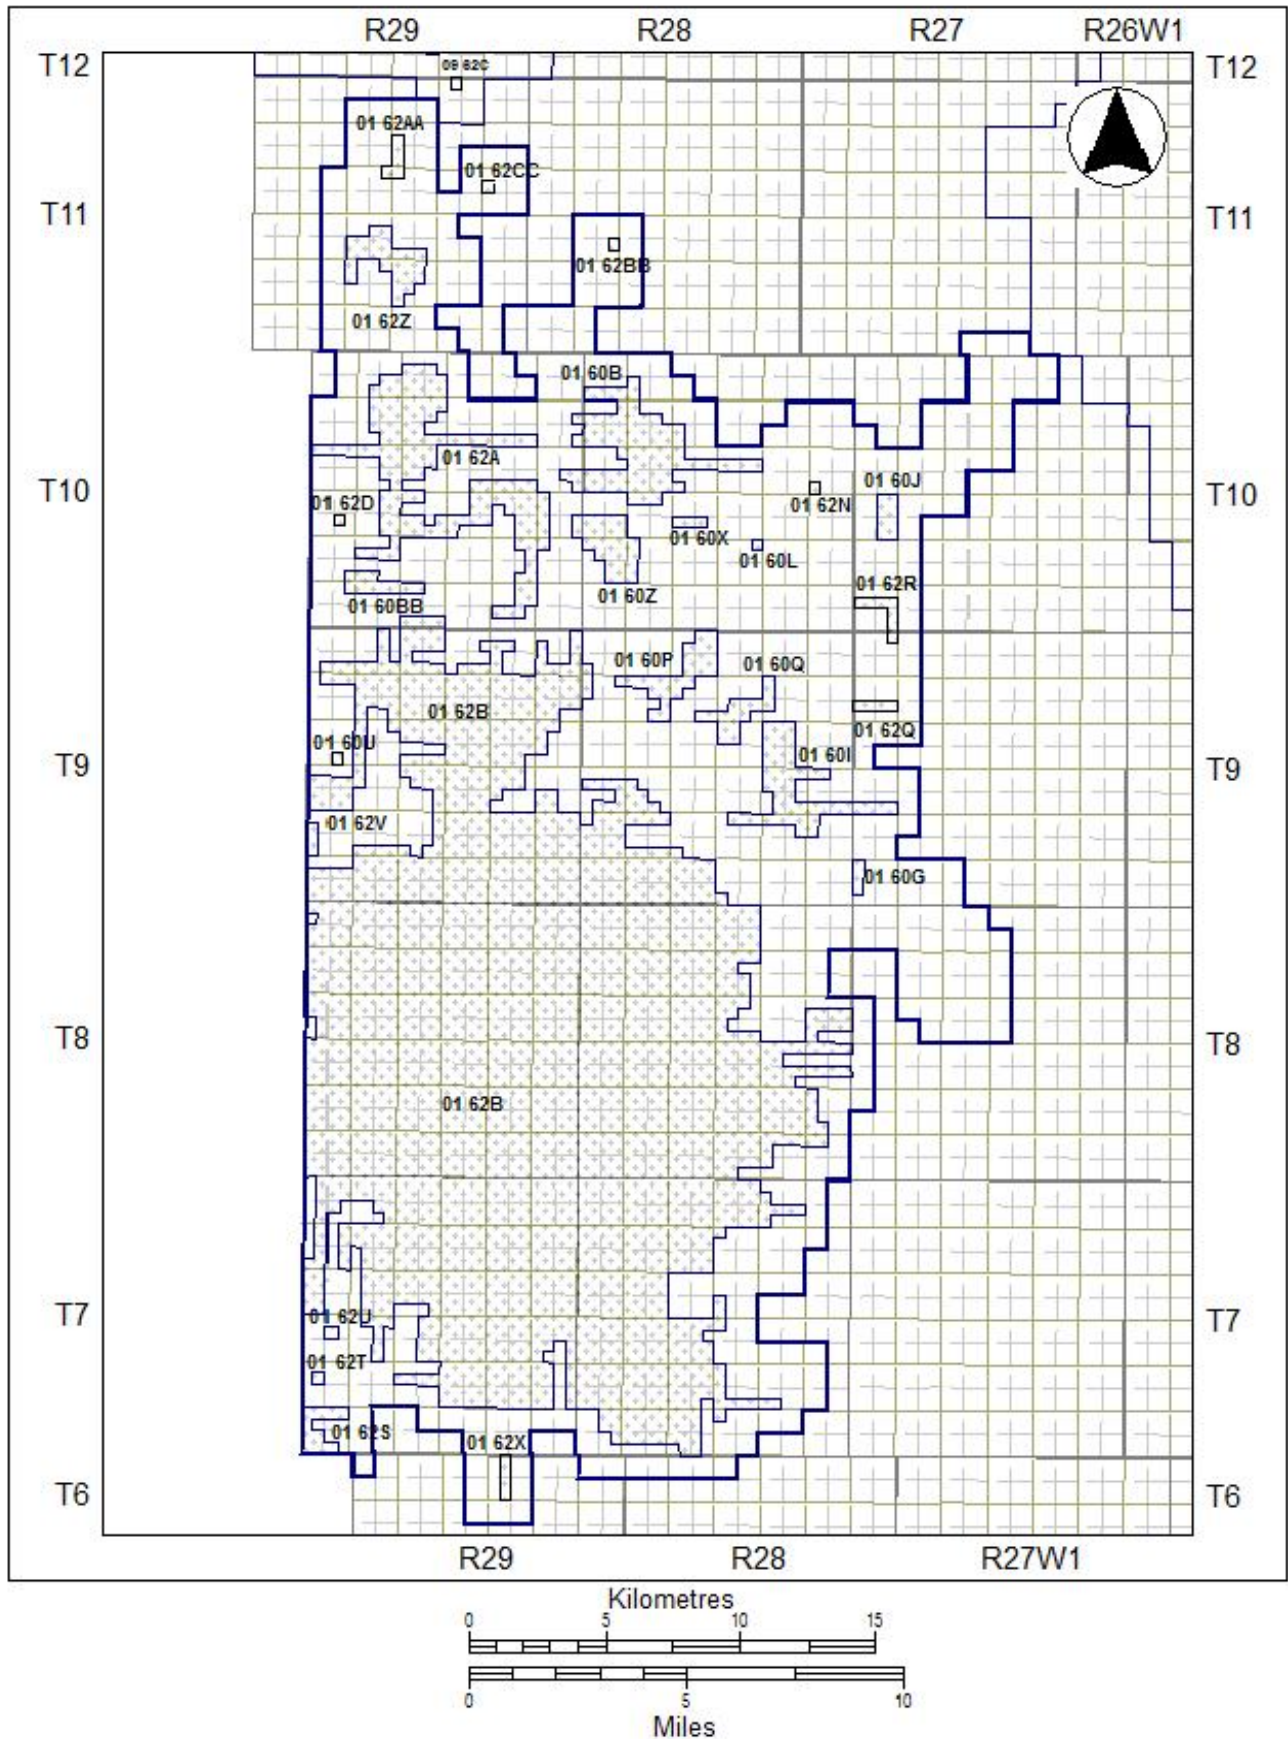 R29 R28 R27 R26W1
T12 T12
09 62C
01 62AA
01 62CC
T11 T11
01 62BB
01 62Z
01 60B
01 62A
01 60J
T10 T10
01 62D
01 62N
01 60X
01 60L
01 62R
01 60Z
01 60BB
01 60P
01 60Q
01 62B
01 62Q
01 60U
01 60I
T9 T9
01 62V
01 60G
T8 T8
01 62B
T7 T7
01 62U
01 62T
01 62S
01 62X
T6 T6
R29 R28 R27W1
Kilometres
0 5 10 15
0 5 10
Miles